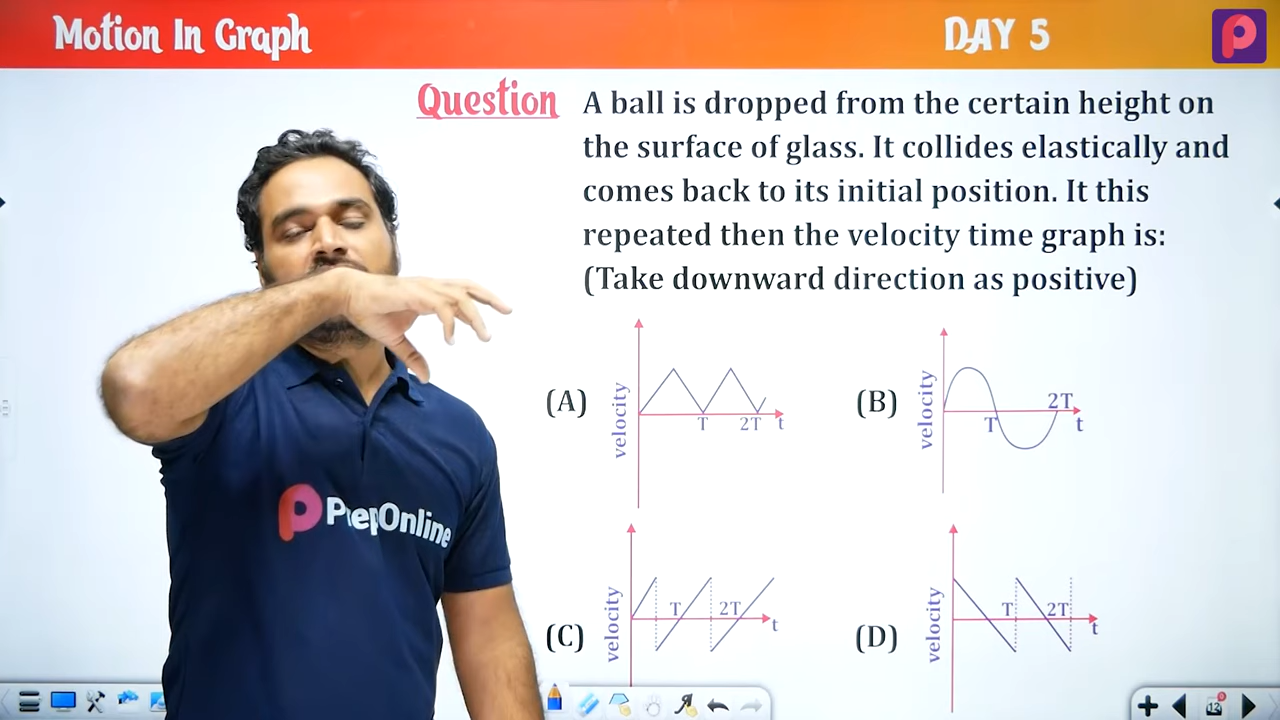 Motion In Graph
DAY 5
Question
A ball is dropped from the certain height on
the surface of glass. It collides elastically and
comes back to its initial position. It this
repeated then the velocity time graph is:
(Take downward direction as positive)
(A)
velocity
T
2T
t
(B)
velocity
T
2T
t
PrepOnline
(C)
velocity
T
2T
t
(D)
velocity
T
2T
t